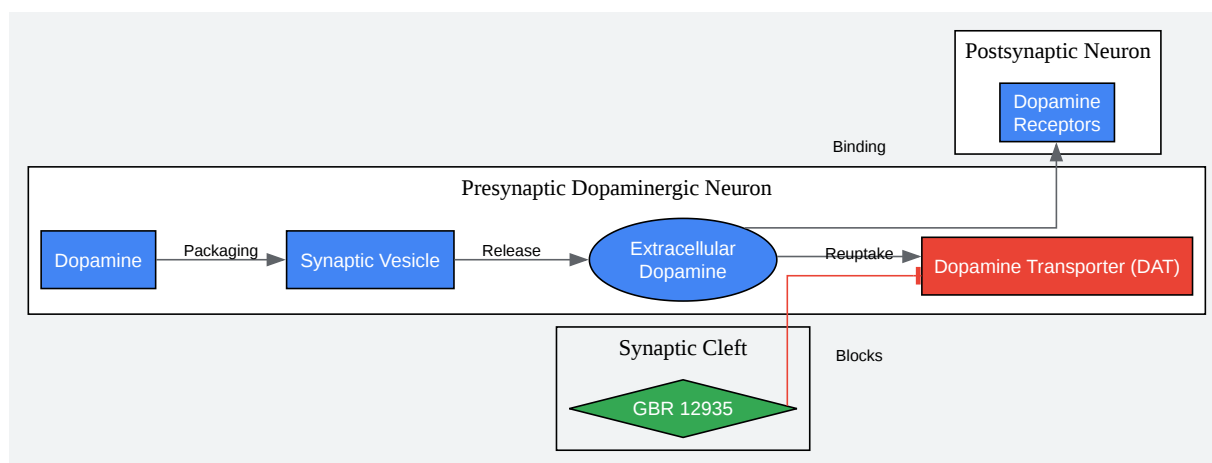 Postsynaptic Neuron
Dopamine
Receptors
Binding
Presynaptic Dopaminergic Neuron
Dopamine
Packaging
Synaptic Vesicle
Release
Extracellular
Dopamine
Reuptake
Dopamine Transporter (DAT)
Synaptic Cleft
Blocks
GBR 12935